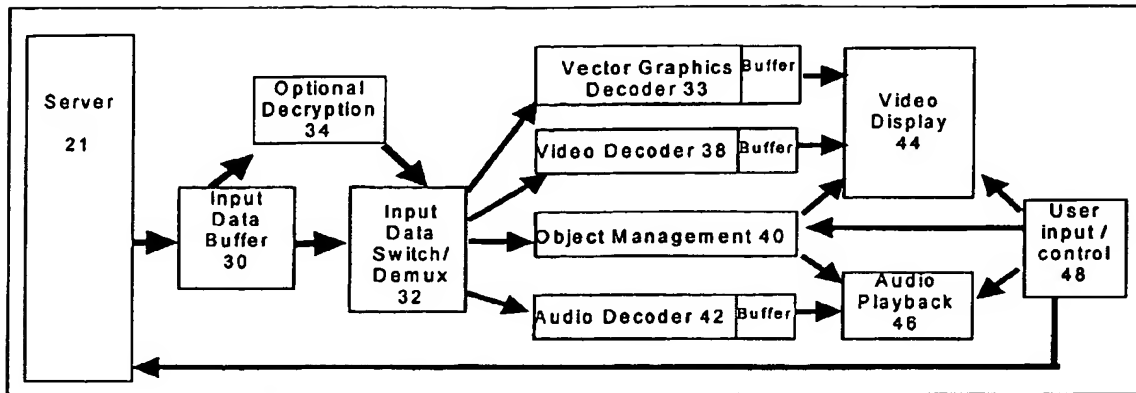 Server
21
Optional
Decryption
34
Input
Data
Buffer
30
Input
Data
Switch/
Demux
32
Vector Graphics
Decoder 33
Buffer
Video Decoder 38
Buffer
Object Management 40
Audio Decoder 42
Buffer
Video
Display
44
Audio
Playback
46
User
input /
control
48